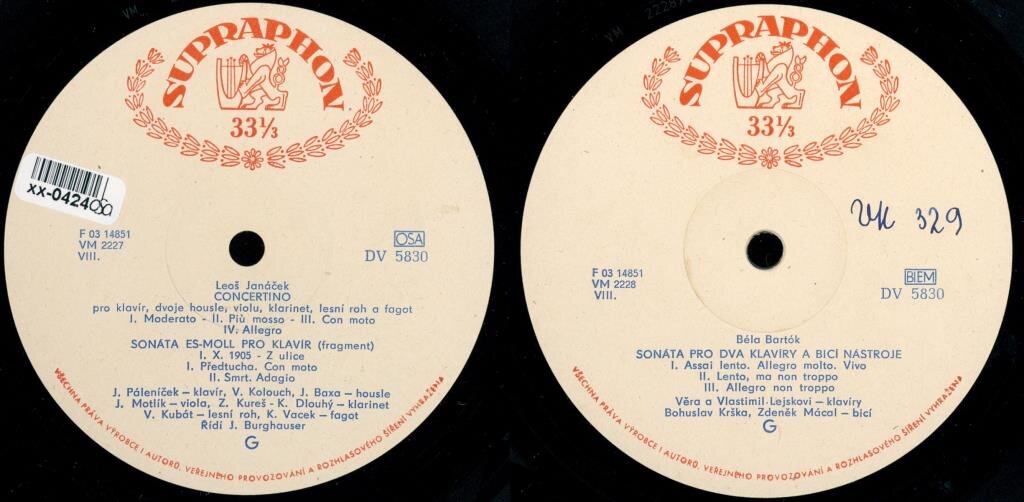 VM
SUPRAPHON
33⅓
xx-0424
F 03 14851
VM 2227
VIII.
OSA
DV 5830
Leoš Janáček
CONCERTINO
pro klavír, dvoje housle, violu, klarinet, lesní roh a fagot
I. Moderato - II. Più mosso - III. Con moto
IV. Allegro
SONÁTA ES-MOLL PRO KLAVÍR (fragment)
I. X. 1905 - Z ulice
I. Předtucha. Con moto
II. Smrt. Adagio
J. Páleníček – klavír, V. Kolouch, J. Baxa – housle
J. Motlík – viola, Z. Kureš - K. Dlouhý – klarinet
V. Kubát – lesní roh, K. Vacek – fagot
Řídí J. Burghauser
G
VŠECHNA PRÁVA VÝROBCE I AUTORŮ, VEŘEJNÉHO PROVOZOVÁNÍ A ROZHLASOVÉHO ŠÍŘENÍ VYHRAŽENA
VM
SUPRAPHON
33⅓
VK 329
F 03 14851
VM 2228
VIII.
BIEM
DV 5830
Béla Bartók
SONÁTA PRO DVA KLAVÍRY A BICÍ NÁSTROJE
I. Assai lento. Allegro molto. Vivo
II. Lento, ma non troppo
III. Allegro non troppo
Věra a Vlastimil Lejskovi – klavíry
Bohuslav Krška, Zdeněk Mácal – bicí
G
VŠECHNA PRÁVA VÝROBCE I AUTORŮ, VEŘEJNÉHO PROVOZOVÁNÍ A ROZHLASOVÉHO ŠÍŘENÍ VYHRAŽENA